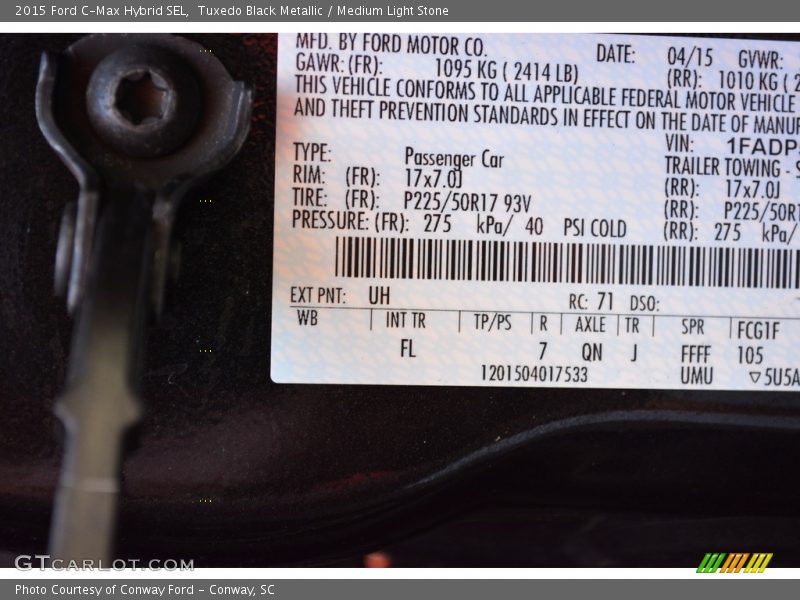 2015 Ford C-Max Hybrid SEL, Tuxedo Black Metallic / Medium Light Stone
MFD. BY FORD MOTOR CO.
DATE: 04/15 GVWR:
GAWR: (FR): 1095 KG ( 2414 LB) (RR): 1010 KG ( 2
THIS VEHICLE CONFORMS TO ALL APPLICABLE FEDERAL MOTOR VEHICLE
AND THEFT PREVENTION STANDARDS IN EFFECT ON THE DATE OF MANUF
VIN: 1FADP
TYPE: Passenger Car TRAILER TOWING - S
RIM: (FR): 17x7.0J (RR): 17x7.0J
TIRE: (FR): P225/50R17 93V (RR): P225/50R1
PRESSURE: (FR): 275 kPa/ 40 PSI COLD (RR): 275 kPa/
EXT PNT: UH RC: 71 DSO:
WB INT TR TP/PS R AXLE TR SPR FCG1F
FL 7 QN J FFFF 105
1201504017533 UMU ▽5U5A
GTCARLOT.COM
Photo Courtesy of Conway Ford - Conway, SC